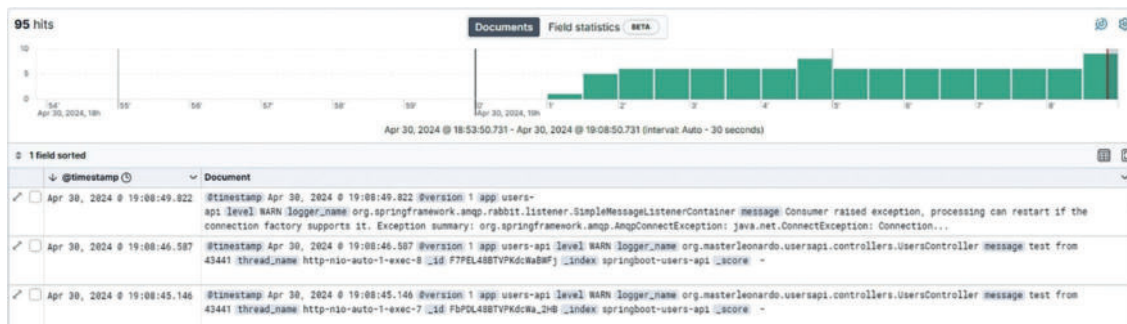 95 hits
Documents Field statistics BETA
10
5
0
54' 55' 56' 57' 58' 59' 0' 1' 2' 3' 4' 5' 6' 7' 8'
Apr 30, 2024, 18h Apr 30, 2024, 19h
Apr 30, 2024 @ 18:53:50.731 - Apr 30, 2024 @ 19:08:50.731 (interval: Auto - 30 seconds)
1 field sorted
@timestamp Document
Apr 30, 2024 @ 19:08:49.822 @timestamp Apr 30, 2024 @ 19:08:49.822 @version 1 app users-
api level WARN logger_name org.springframework.amqp.rabbit.listener.SimpleMessageListenerContainer message Consumer raised exception, processing can restart if the
connection factory supports it. Exception summary: org.springframework.amqp.AmqpConnectException: java.net.ConnectException: Connection...
Apr 30, 2024 @ 19:08:46.587 @timestamp Apr 30, 2024 @ 19:08:46.587 @version 1 app users-api level WARN logger_name org.masterleonardo.usersapi.controllers.UsersController message test from
43441 thread_name http-nio-auto-1-exec-8 _id F7PEL48BTVPKdcWaBWFj _index springboot-users-api _score -
Apr 30, 2024 @ 19:08:45.146 @timestamp Apr 30, 2024 @ 19:08:45.146 @version 1 app users-api level WARN logger_name org.masterleonardo.usersapi.controllers.UsersController message test from
43441 thread_name http-nio-auto-1-exec-7 _id FbPDL48BTVPKdcWa_2HB _index springboot-users-api _score -